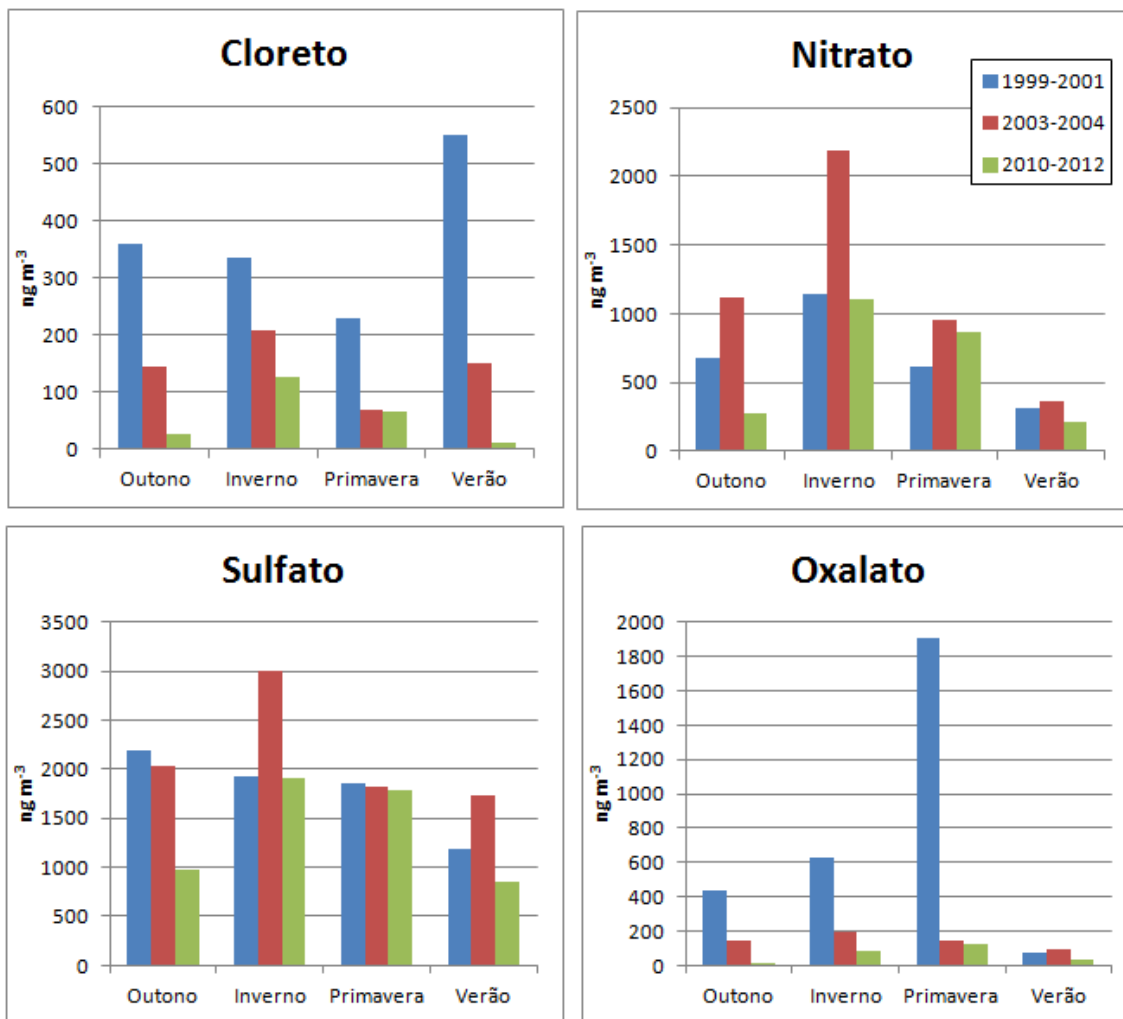 Cloreto
600
500
400
300
200
100
0
ng m⁻³
Outono Inverno Primavera Verão
Nitrato
1999-2001
2003-2004
2010-2012
2500
2000
1500
1000
500
0
ng m⁻³
Outono Inverno Primavera Verão
Sulfato
3500
3000
2500
2000
1500
1000
500
0
ng m⁻³
Outono Inverno Primavera Verão
Oxalato
2000
1800
1600
1400
1200
1000
800
600
400
200
0
ng m⁻³
Outono Inverno Primavera Verão